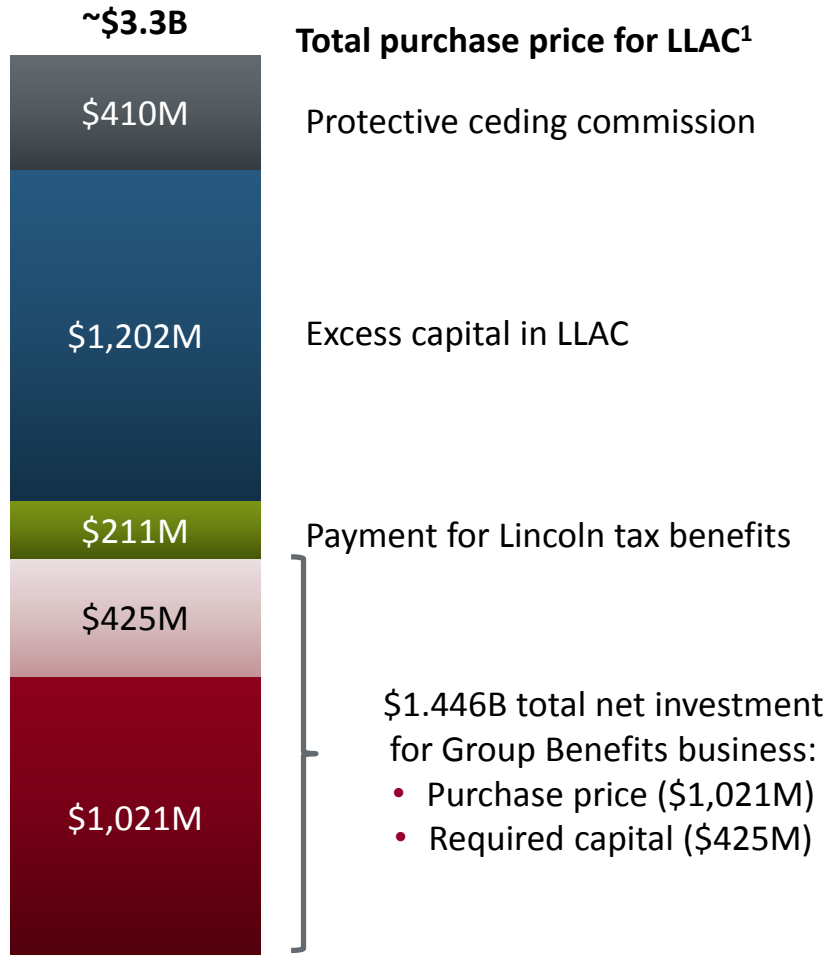 ~$3.3B
Total purchase price for LLAC¹
$410M
Protective ceding commission
$1,202M
Excess capital in LLAC
$211M
Payment for Lincoln tax benefits
$425M
$1.446B total net investment
for Group Benefits business:
• Purchase price ($1,021M)
• Required capital ($425M)
$1,021M